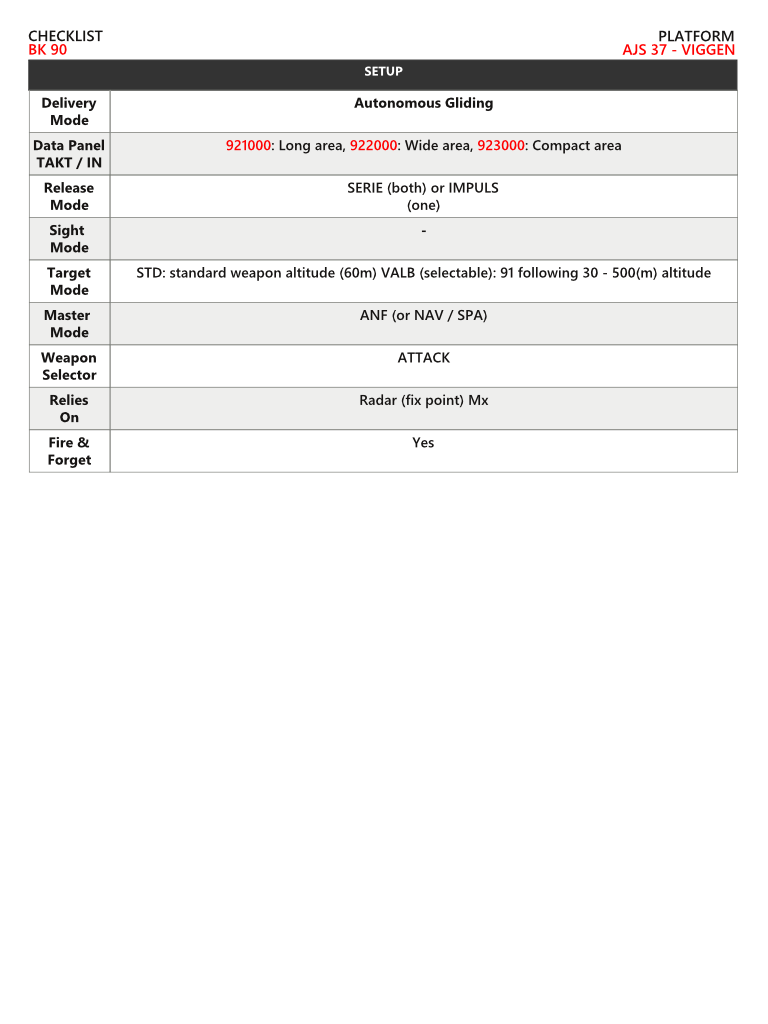 CHECKLIST
BK 90
PLATFORM
AJS 37 - VIGGEN
SETUP
Delivery
Mode
Autonomous Gliding
Data Panel
TAKT / IN
921000: Long area, 922000: Wide area, 923000: Compact area
Release
Mode
SERIE (both) or IMPULS
(one)
Sight
Mode
-
Target
Mode
STD: standard weapon altitude (60m) VALB (selectable): 91 following 30 - 500(m) altitude
Master
Mode
ANF (or NAV / SPA)
Weapon
Selector
ATTACK
Relies
On
Radar (fix point) Mx
Fire &
Forget
Yes